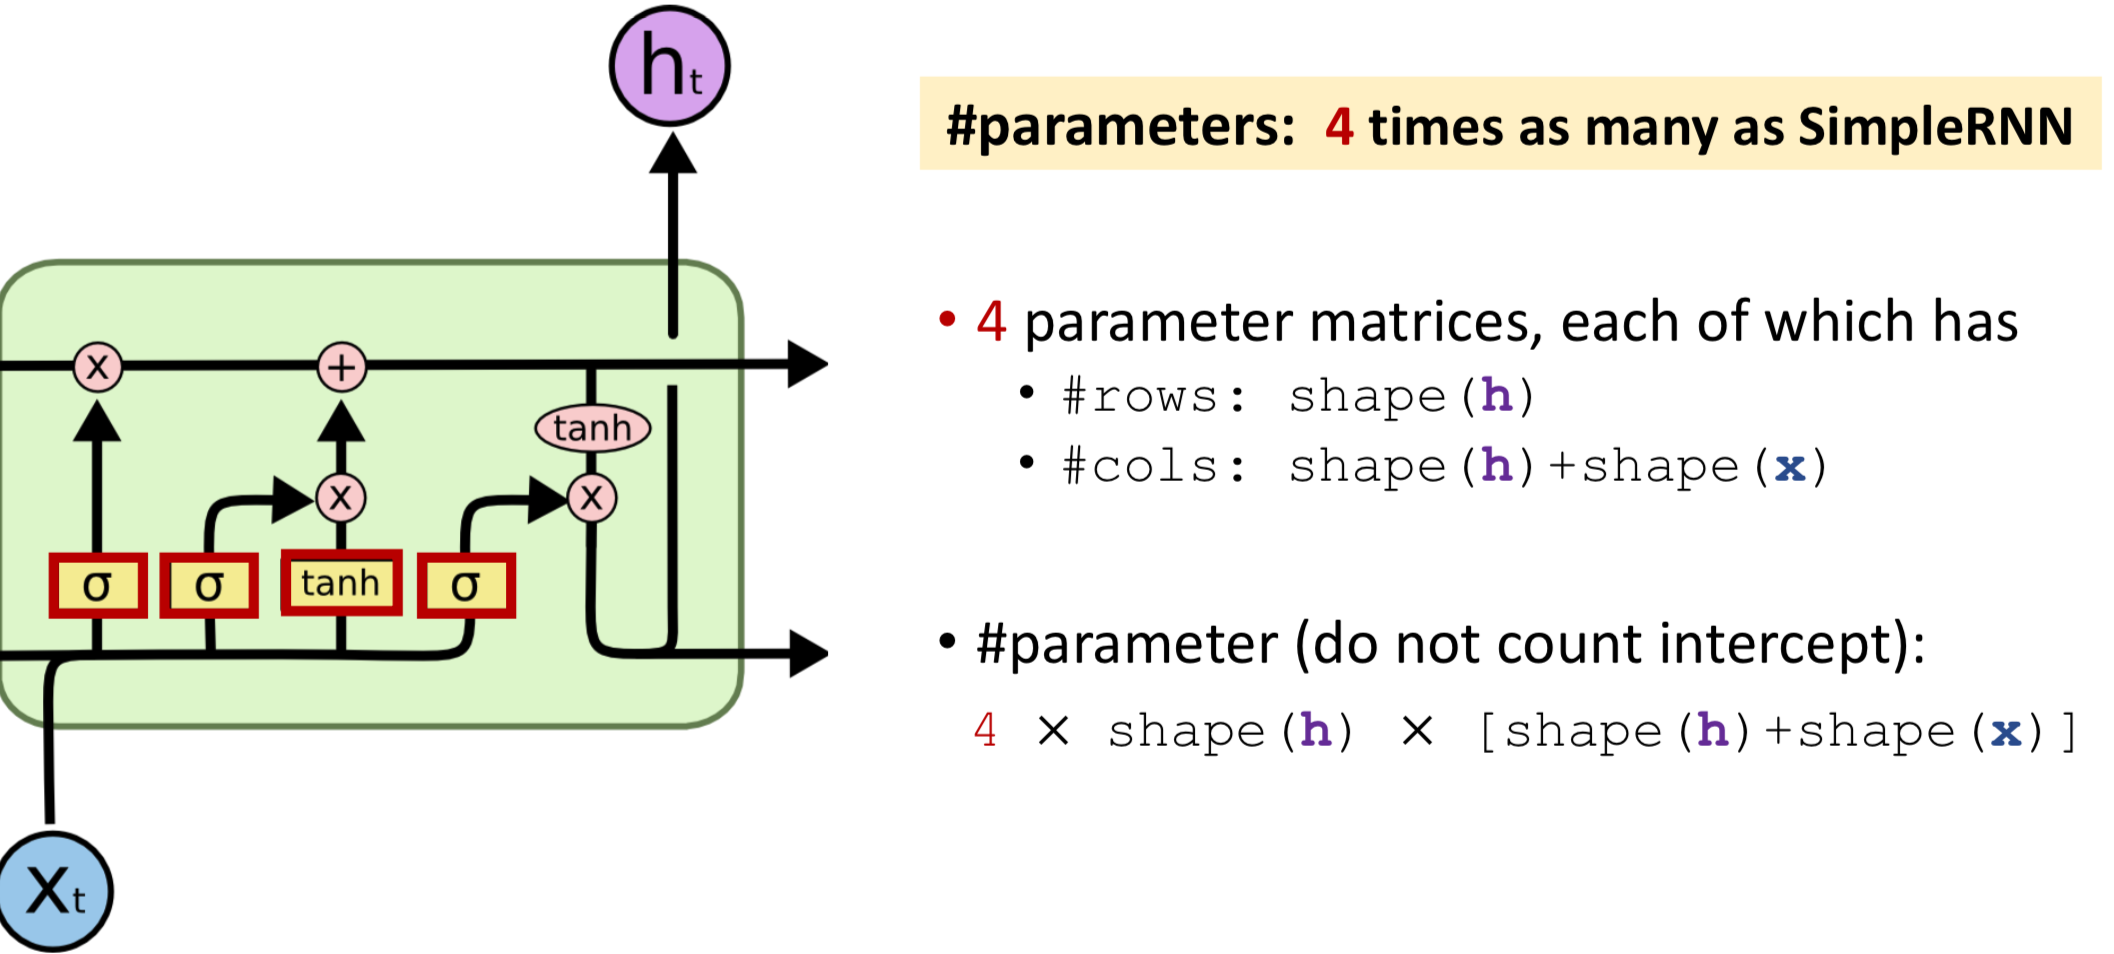 ht
#parameters: 4 times as many as SimpleRNN
• 4 parameter matrices, each of which has
• #rows: shape(h)
• #cols: shape(h)+shape(x)
x
+
tanh
x
x
σ
σ
tanh
σ
• #parameter (do not count intercept):
4 × shape(h) × [shape(h)+shape(x)]
Xt